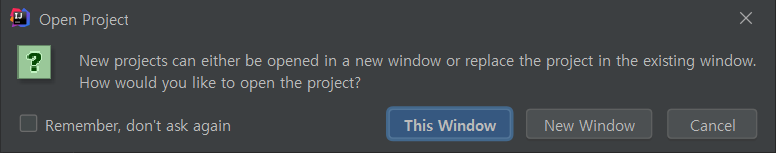 Open Project
New projects can either be opened in a new window or replace the project in the existing window.
How would you like to open the project?
Remember, don't ask again
This Window
New Window
Cancel